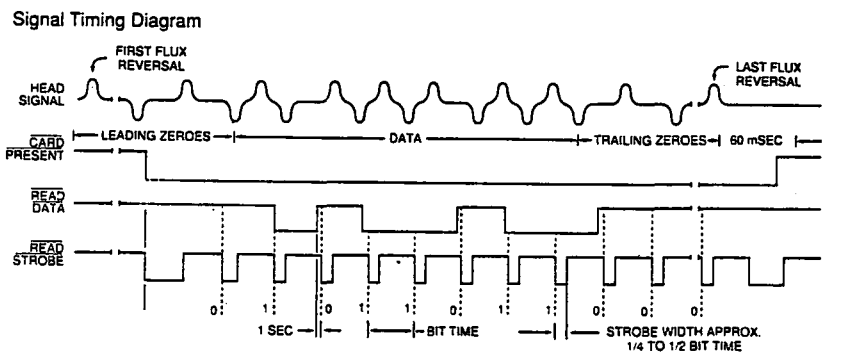 Signal Timing Diagram
FIRST FLUX
REVERSAL
LAST FLUX
REVERSAL
HEAD
SIGNAL
LEADING ZEROES
DATA
TRAILING ZEROES
60 mSEC
CARD
PRESENT
READ
DATA
READ
STROBE
0 1 0 1 1 0 1 1 0 0 0
1 SEC
BIT TIME
STROBE WIDTH APPROX.
1/4 TO 1/2 BIT TIME